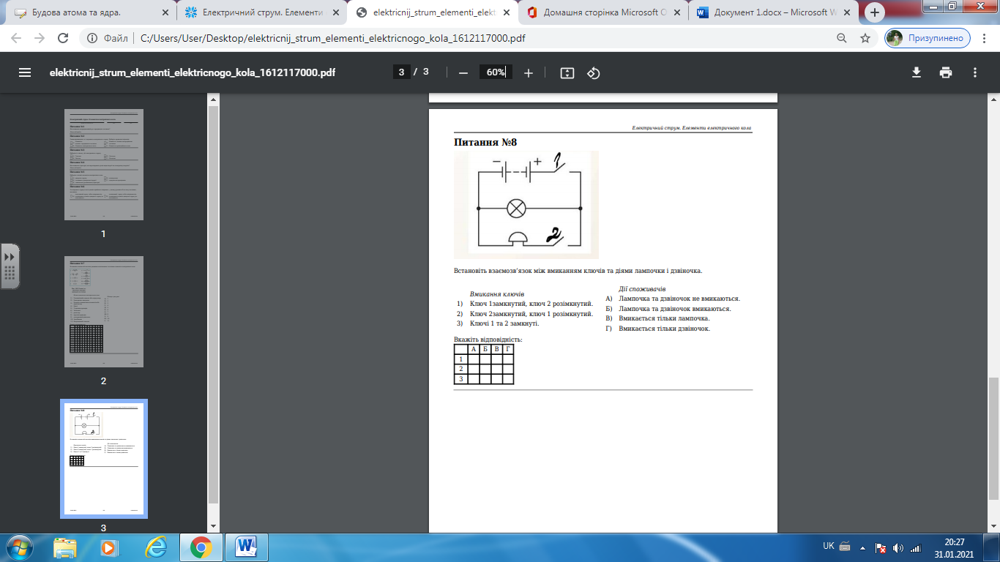 Будова атома та ядра.
Електричний струм. Елементи
elektricnij_strum_elementi_elekt
Домашня сторінка Microsoft O
Документ 1.docx – Microsoft W
Файл
C:/Users/User/Desktop/elektricnij_strum_elementi_elektricnogo_kola_1612117000.pdf
Призупинено
elektricnij_strum_elementi_elektricnogo_kola_1612117000.pdf
3 / 3
60%
1
2
3
Електричний струм. Елементи електричного кола
Питання №8
− + 1
2
Встановіть взаємозв'язок між вмиканням ключів та діями лампочки і дзвіночка.
Вмикання ключів
1) Ключ 1замкнутий, ключ 2 розімкнутий.
2) Ключ 2замкнутий, ключ 1 розімкнутий.
3) Ключі 1 та 2 замкнті.
Дії споживачів
А) Лампочка та дзвіночок не вмикаються.
Б) Лампочка та дзвіночок вмикаються.
В) Вмикається тільки лампочка.
Г) Вмикається тільки дзвіночок.
Вкажіть відповідність:
А Б В Г
1
2
3
UK
20:27
31.01.2021